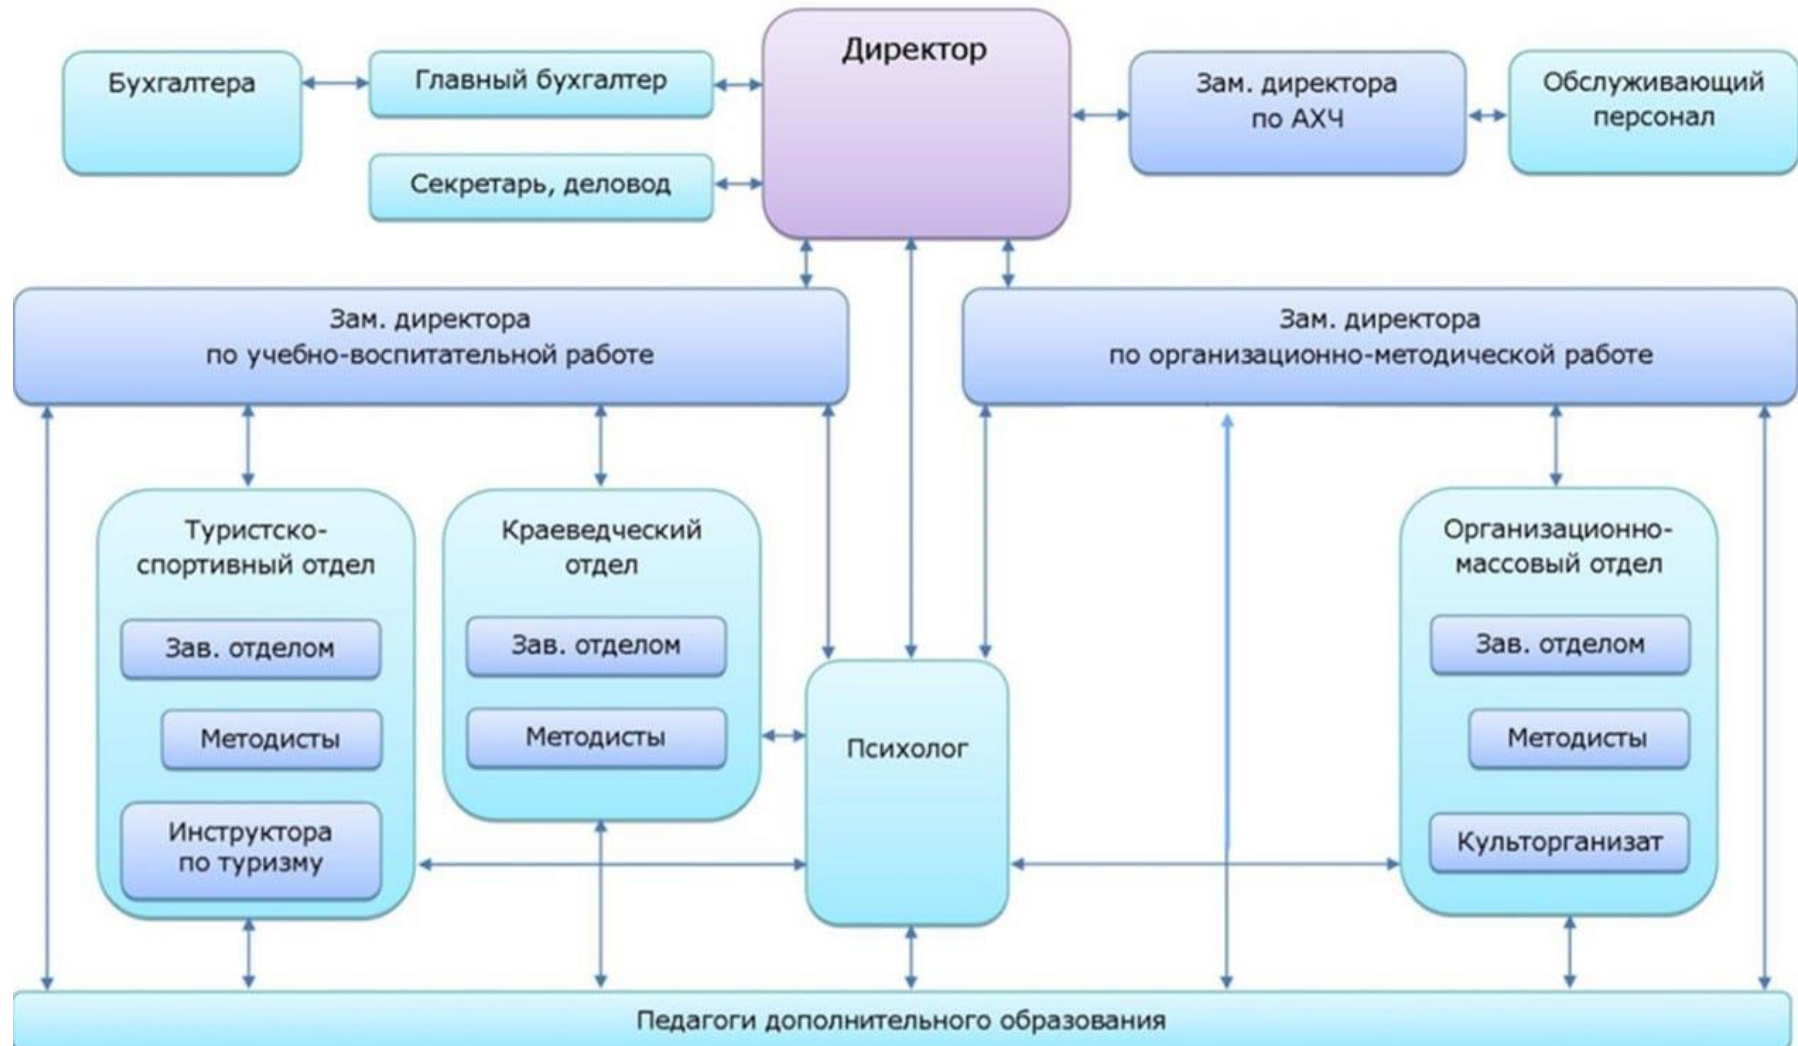 Директор
Бухгалтера
Главный бухгалтер
Секретарь, деловод
Зам. директора
по АХЧ
Обслуживающий
персонал
Зам. директора
по учебно-воспитательной работе
Зам. директора
по организационно-методической работе
Туристско-
спортивный отдел
Зав. отделом
Методисты
Инструктора
по туризму
Краеведческий
отдел
Зав. отделом
Методисты
Психолог
Организационно-
массовый отдел
Зав. отделом
Методисты
Культорганизат
Педагоги дополнительного образования